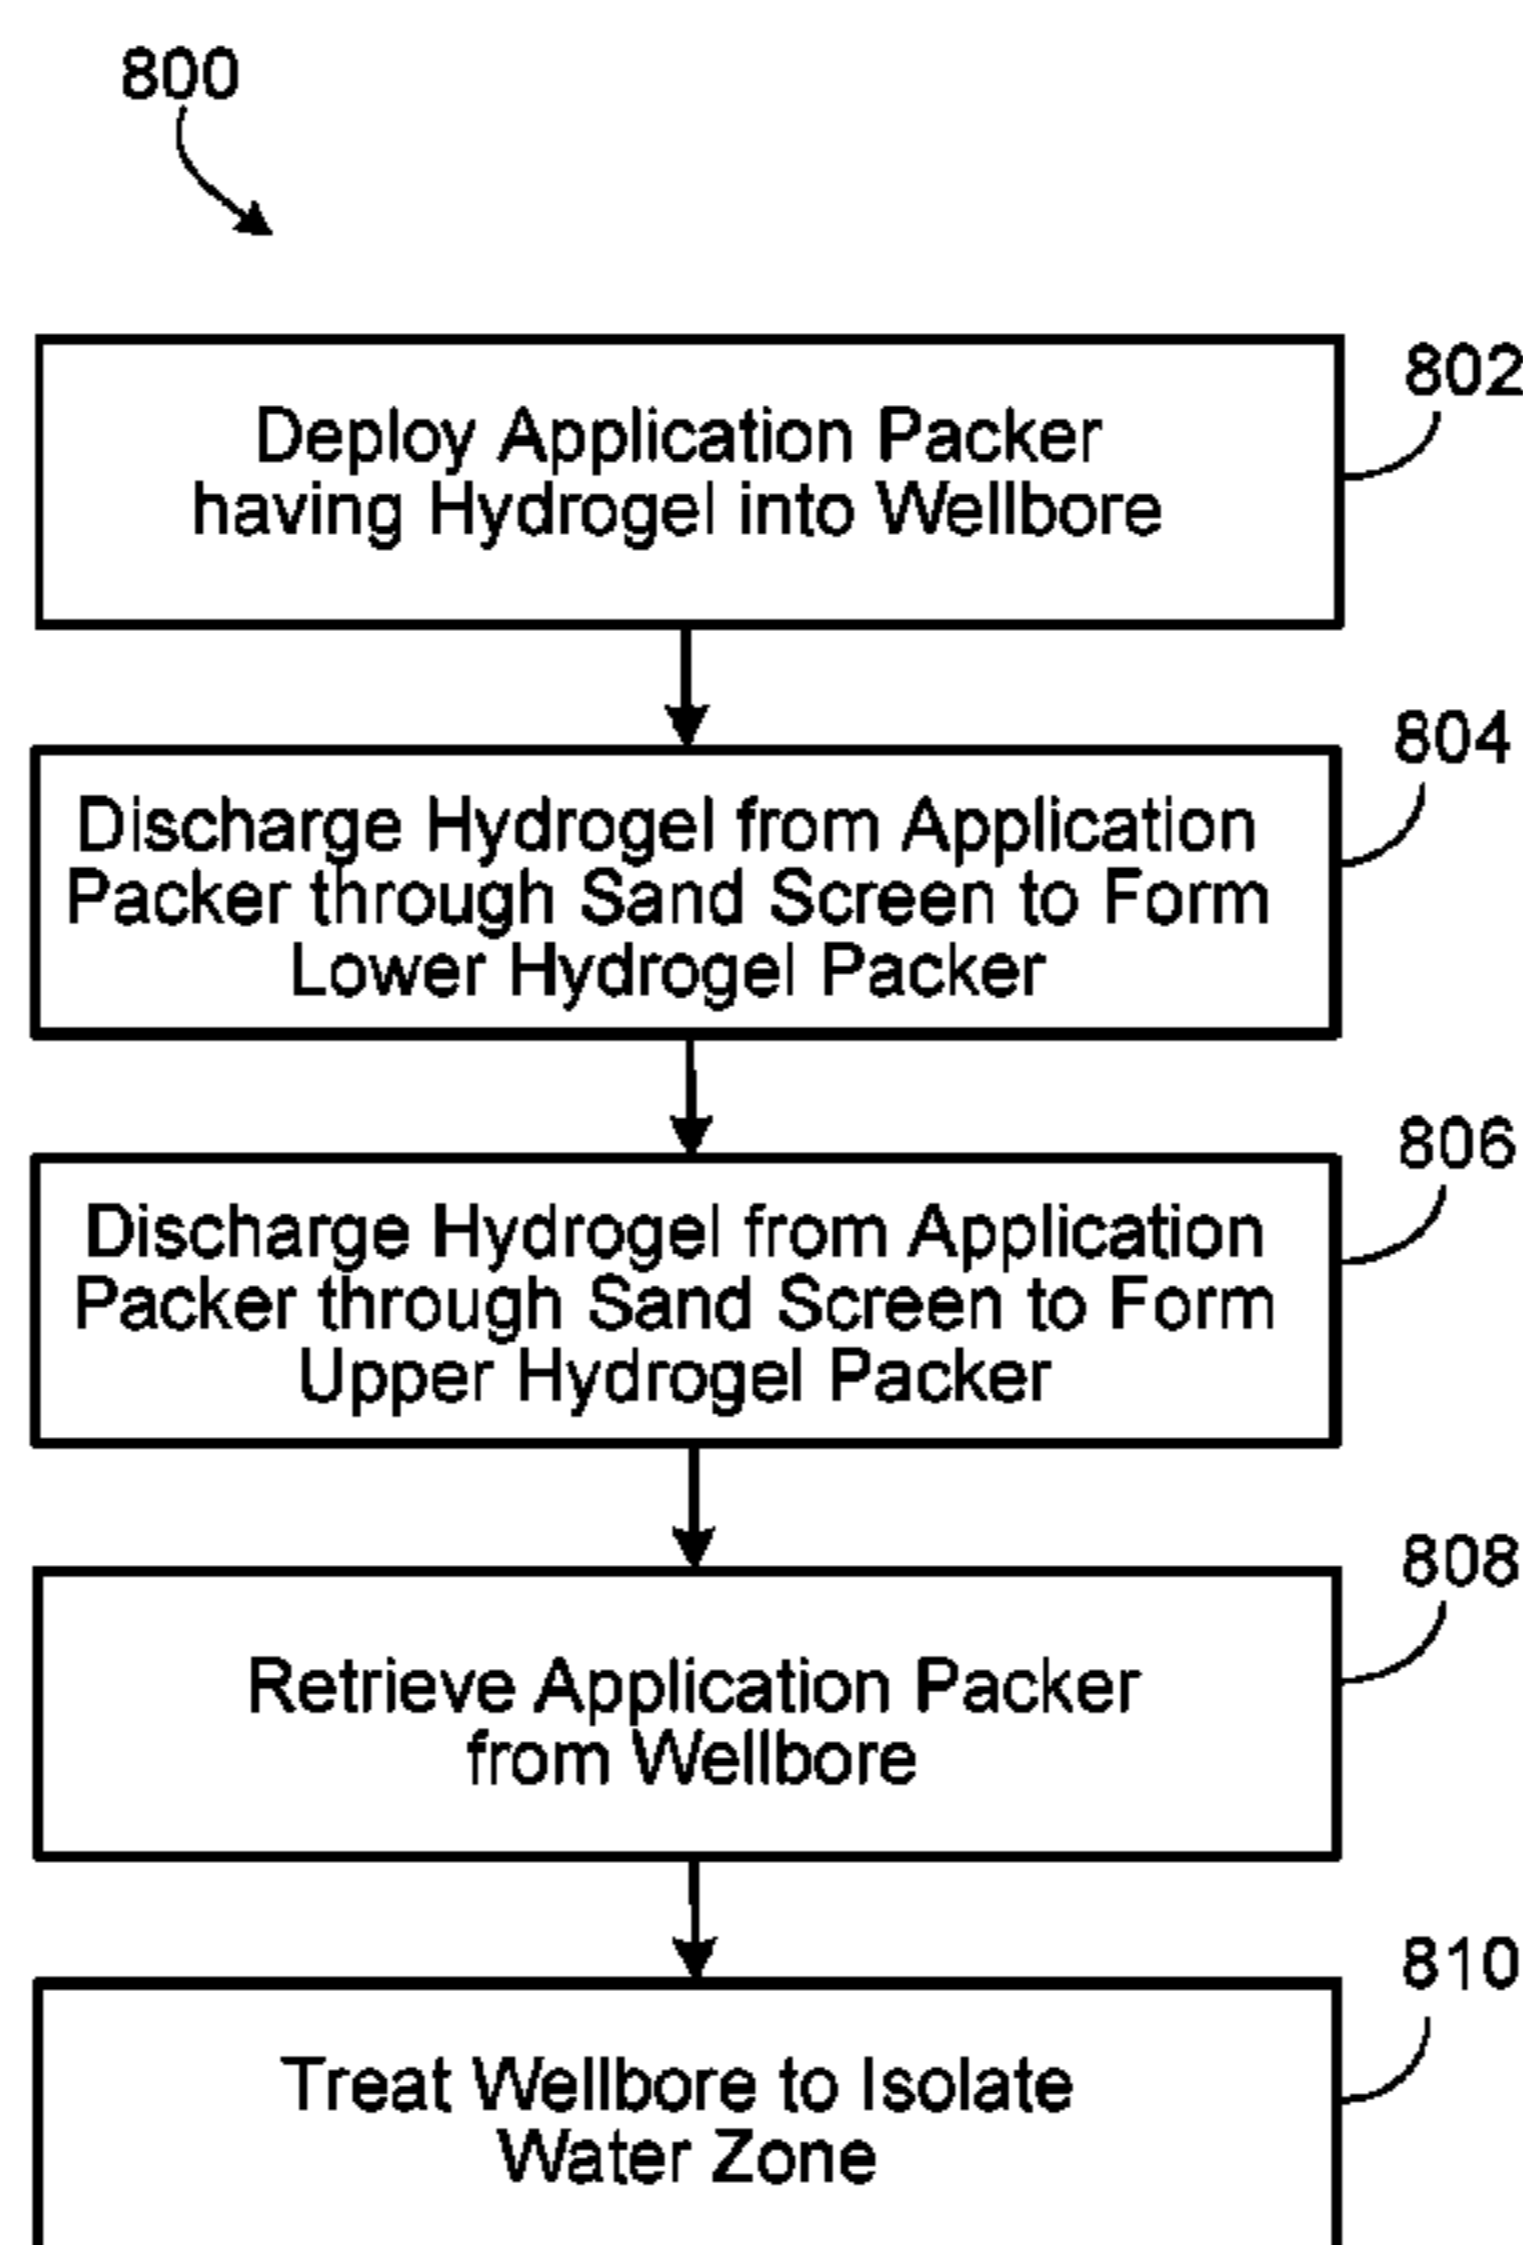 800
802
Deploy Application Packer
having Hydrogel into Wellbore
804
Discharge Hydrogel from Application
Packer through Sand Screen to Form
Lower Hydrogel Packer
806
Discharge Hydrogel from Application
Packer through Sand Screen to Form
Upper Hydrogel Packer
808
Retrieve Application Packer
from Wellbore
810
Treat Wellbore to Isolate
Water Zone